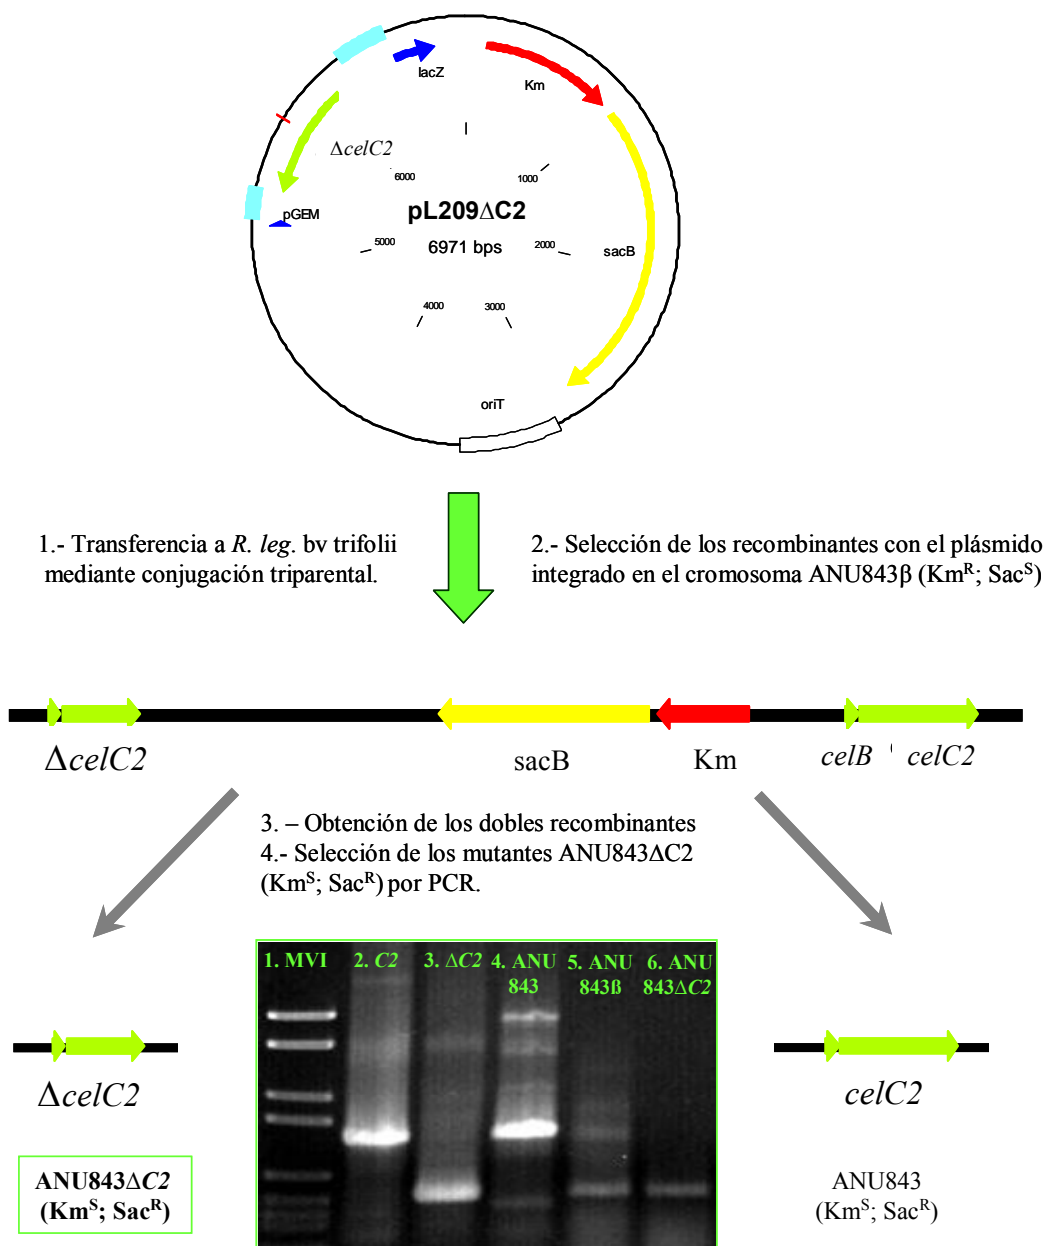 lacZ
Km
ΔcelC2
1000
6000
pGEM
pL209ΔC2
5000
6971 bps
2000
sacB
4000
3000
oriT
1.- Transferencia a R. leg. bv trifolii
mediante conjugación triparental.
2.- Selección de los recombinantes con el plásmido
integrado en el cromosoma ANU843β (KmR; SacS)
ΔcelC2
sacB
Km
celB
celC2
3. – Obtención de los dobles recombinantes
4.- Selección de los mutantes ANU843ΔC2
(KmS; SacR) por PCR.
1. MVI
2. C2
3. ΔC2
4. ANU
843
5. ANU
843ß
6. ANU
843ΔC2
ΔcelC2
celC2
ANU843ΔC2
(KmS; SacR)
ANU843
(KmS; SacR)